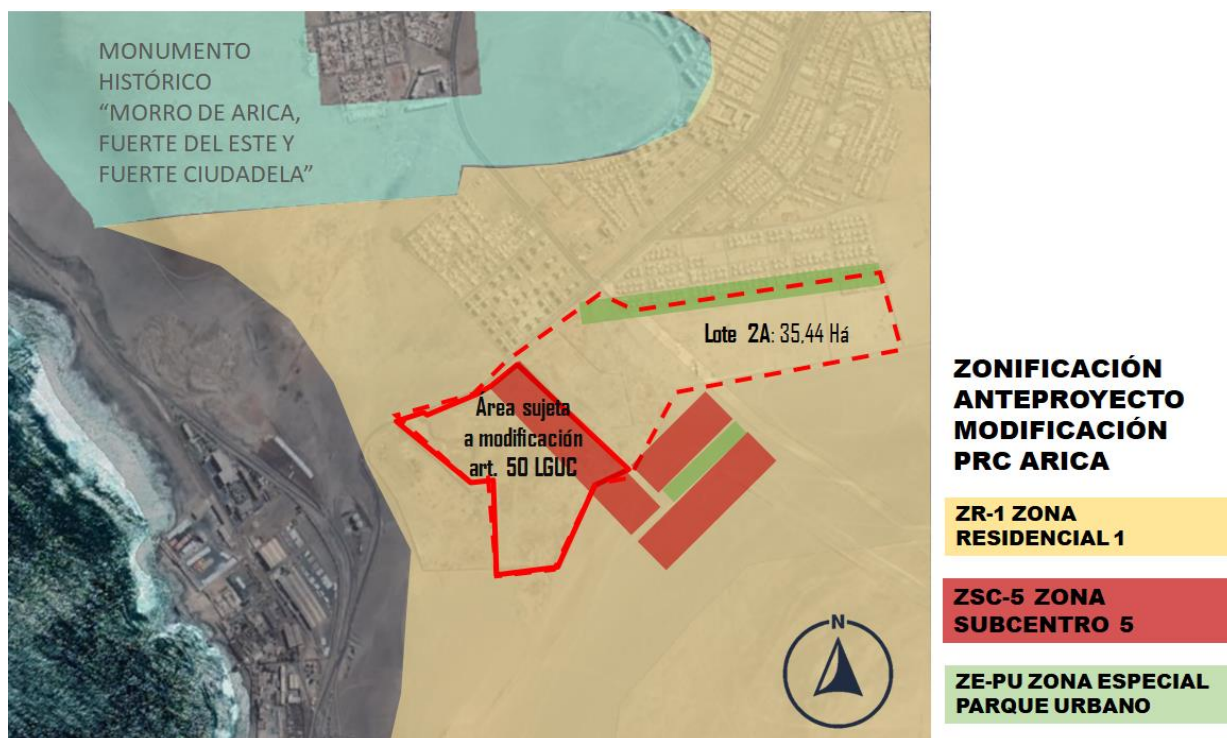 MONUMENTO
HISTÓRICO
“MORRO DE ARICA,
FUERTE DEL ESTE Y
FUERTE CIUDADELA”
Lote 2A: 35,44 Há
Área sujeta
a modificación
art. 50 LGUC
N
ZONIFICACIÓN
ANTEPROYECTO
MODIFICACIÓN
PRC ARICA
ZR-1 ZONA
RESIDENCIAL 1
ZSC-5 ZONA
SUBCENTRO 5
ZE-PU ZONA ESPECIAL
PARQUE URBANO